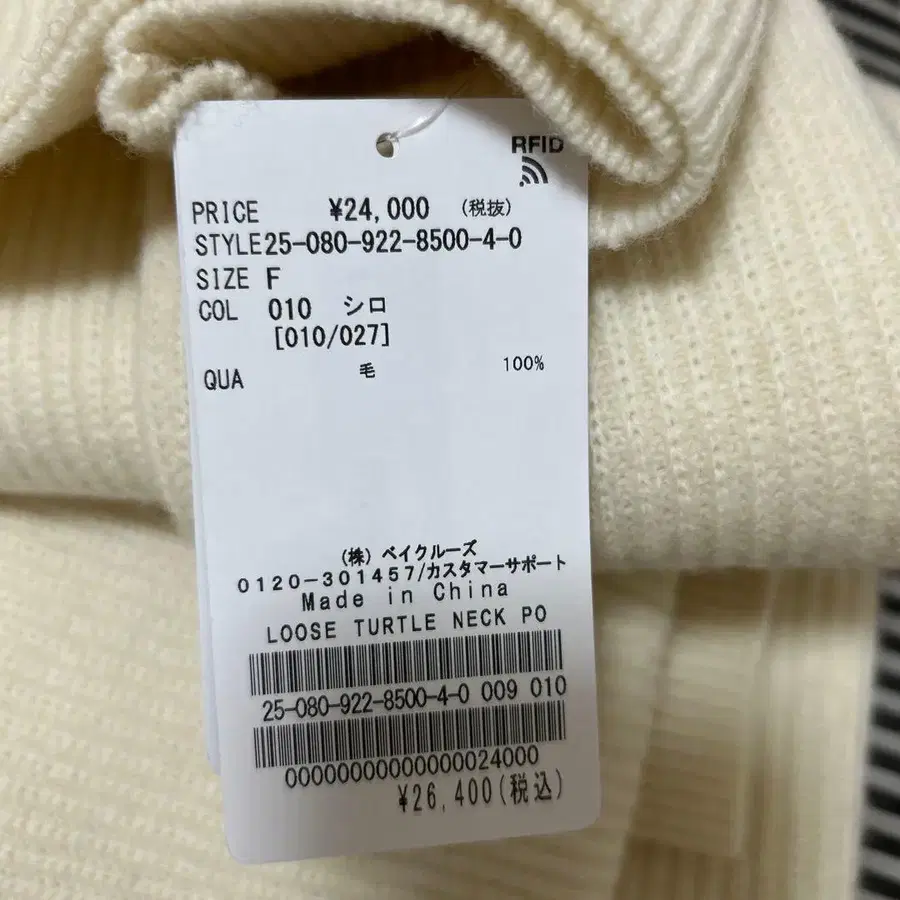 RFID
PRICE ¥24,000 (税抜)
STYLE25-080-922-8500-4-0
SIZE F
COL 010 シロ
[010/027]
QUA 毛 100%
(株) ベイクルーズ
0120-301457/カスタマーサポート
Made in China
LOOSE TURTLE NECK PO
25-080-922-8500-4-0 009 010
00000000000000024000
¥26,400(税込)